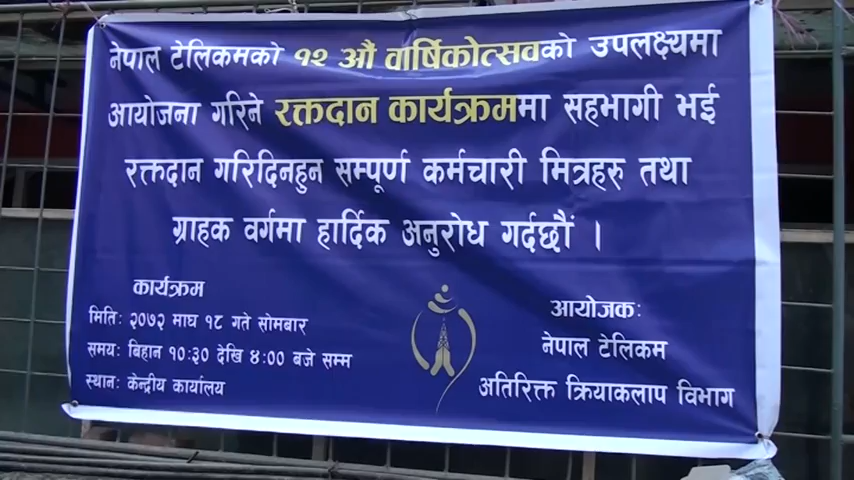 नेपाल टेलिकमको १२ औं वार्षिकोत्सवको उपलक्ष्यमा
आयोजना गरिने रक्तदान कार्यक्रममा सहभागी भई
रक्तदान गरिदिनहुन सम्पूर्ण कर्मचारी मित्रहरु तथा
ग्राहक वर्गमा हार्दिक अनुरोध गर्दछौं ।
कार्यक्रम
मितिः २०७२ माघ १८ गते सोमबार
समयः बिहान १०:३० देखि ४:०० बजे सम्म
स्थानः केन्द्रीय कार्यालय
आयोजकः
नेपाल टेलिकम
अतिरिक्त क्रियाकलाप विभाग